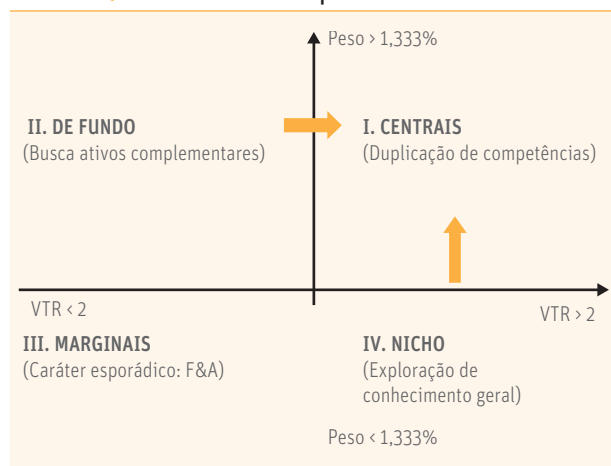 Peso > 1,333%
II. DE FUNDO
(Busca ativos complementares)
I. CENTRAIS
(Duplicação de competências)
VTR < 2
VTR > 2
III. MARGINAIS
(Caráter esporádico: F&A)
IV. NICHO
(Exploração de
conhecimento geral)
Peso < 1,333%